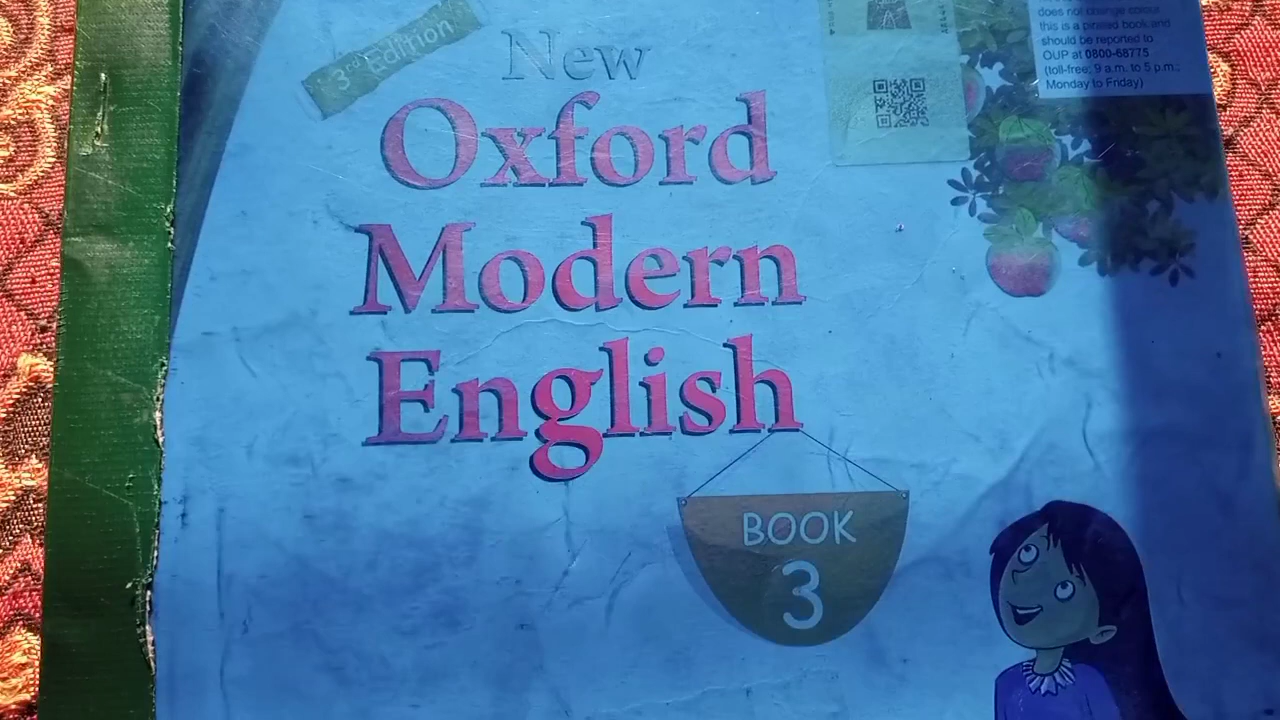 3rd Edition
New
Oxford
Modern
English
BOOK
3
does not change colour
this is a pirated book and
should be reported to
OUP at 0800-68775
(toll-free; 9 a.m. to 5 p.m.;
Monday to Friday)